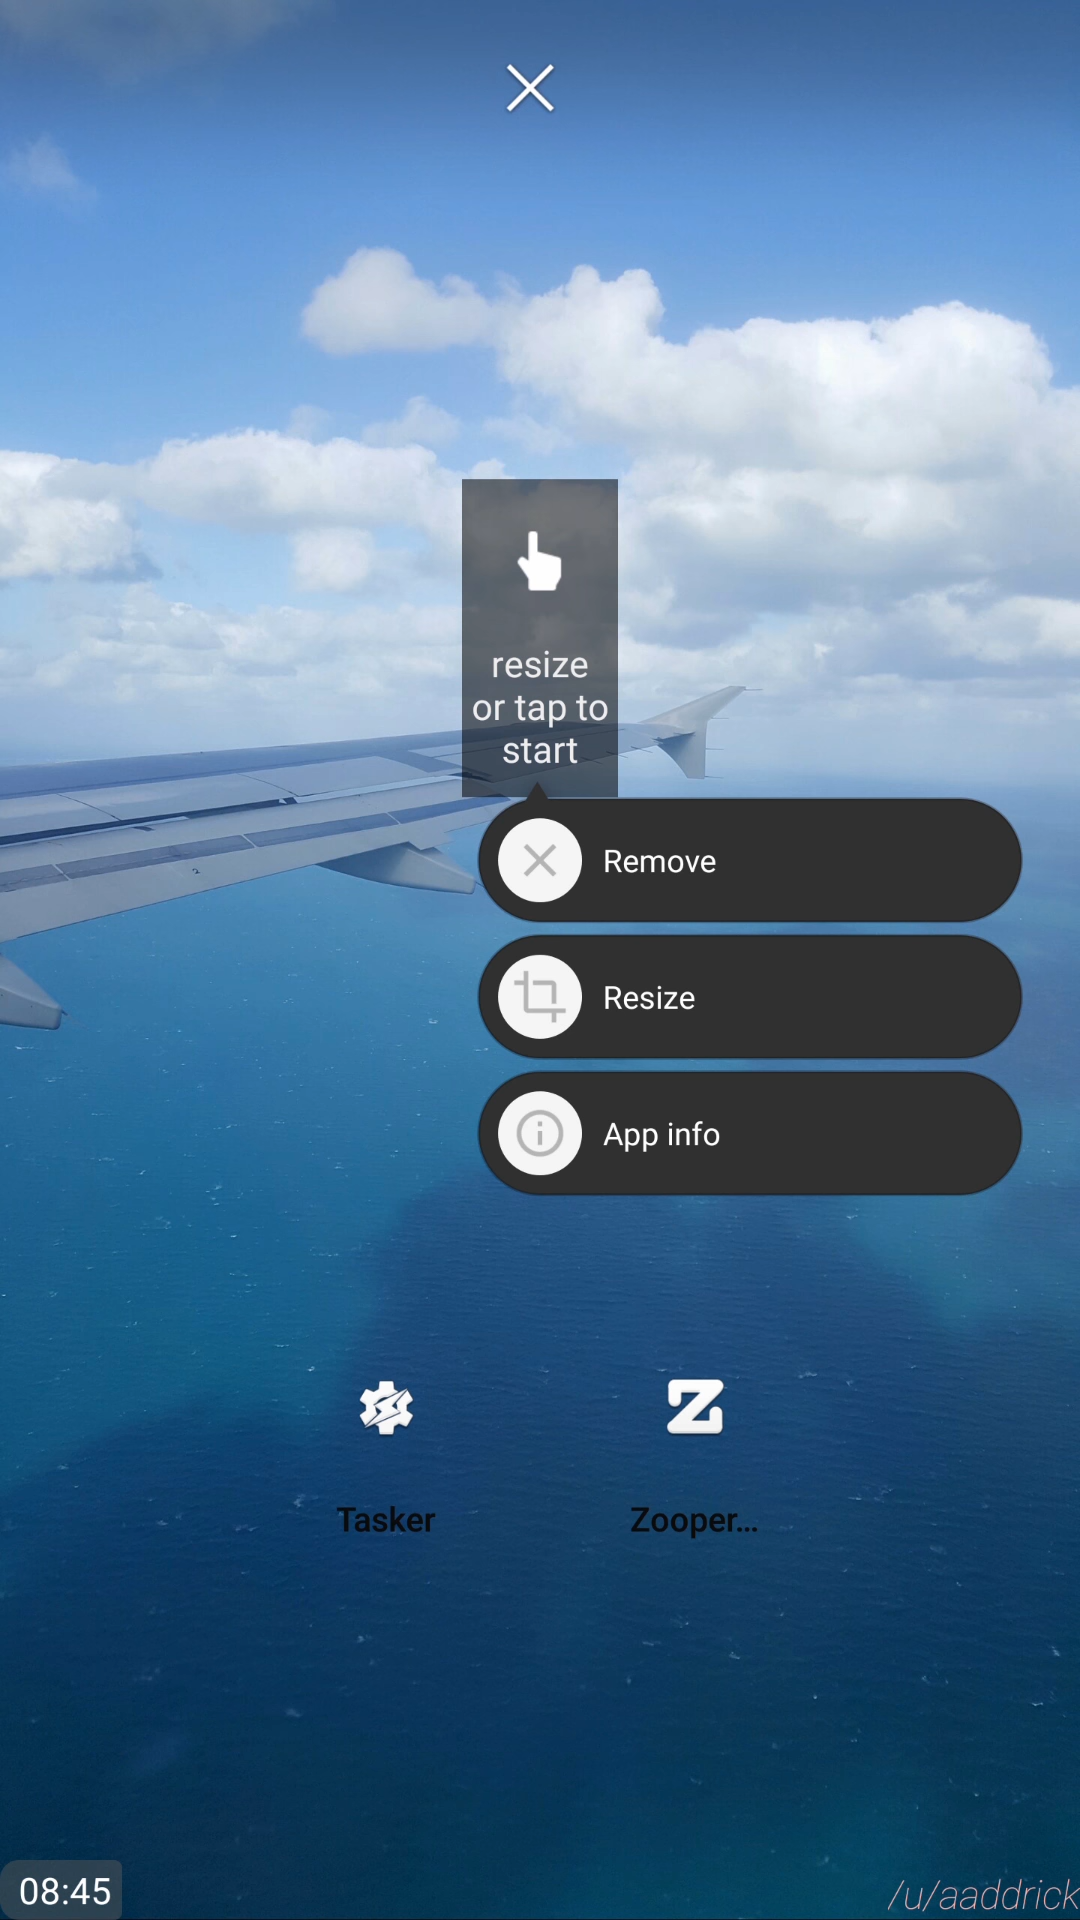 resize
or tap to
start
Remove
Resize
App info
Tasker
Zooper...
08:45
/u/aaddrick